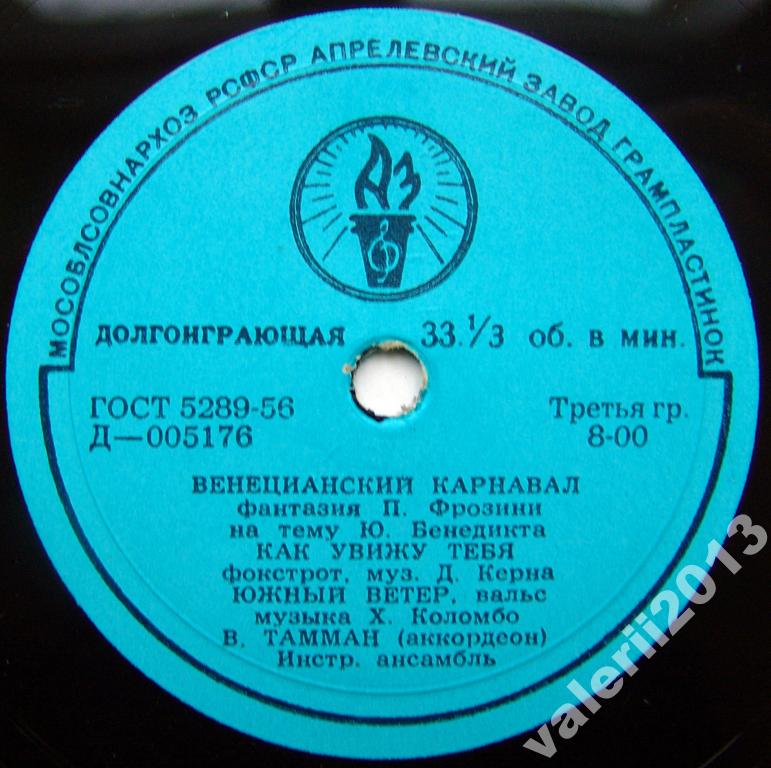 МОСОБЛСОВНАРХОЗ РСФСР АПРЕЛЕВСКИЙ ЗАВОД ГРАМПЛАСТИНОК
АЗ
ДОЛГОИГРАЮЩАЯ 33.⅓ об. в мин.
ГОСТ 5289-56 Третья гр.
Д—005176 8-00
ВЕНЕЦИАНСКИЙ КАРНАВАЛ
фантазия П. Фрозини
на тему Ю. Бенедикта
КАК УВИЖУ ТЕБЯ
фокстрот, муз. Д. Керна
ЮЖНЫЙ ВЕТЕР, вальс
музыка Х. Коломбо
В. ТАММАН (аккордеон)
Инстр. ансамбль
valerii2013